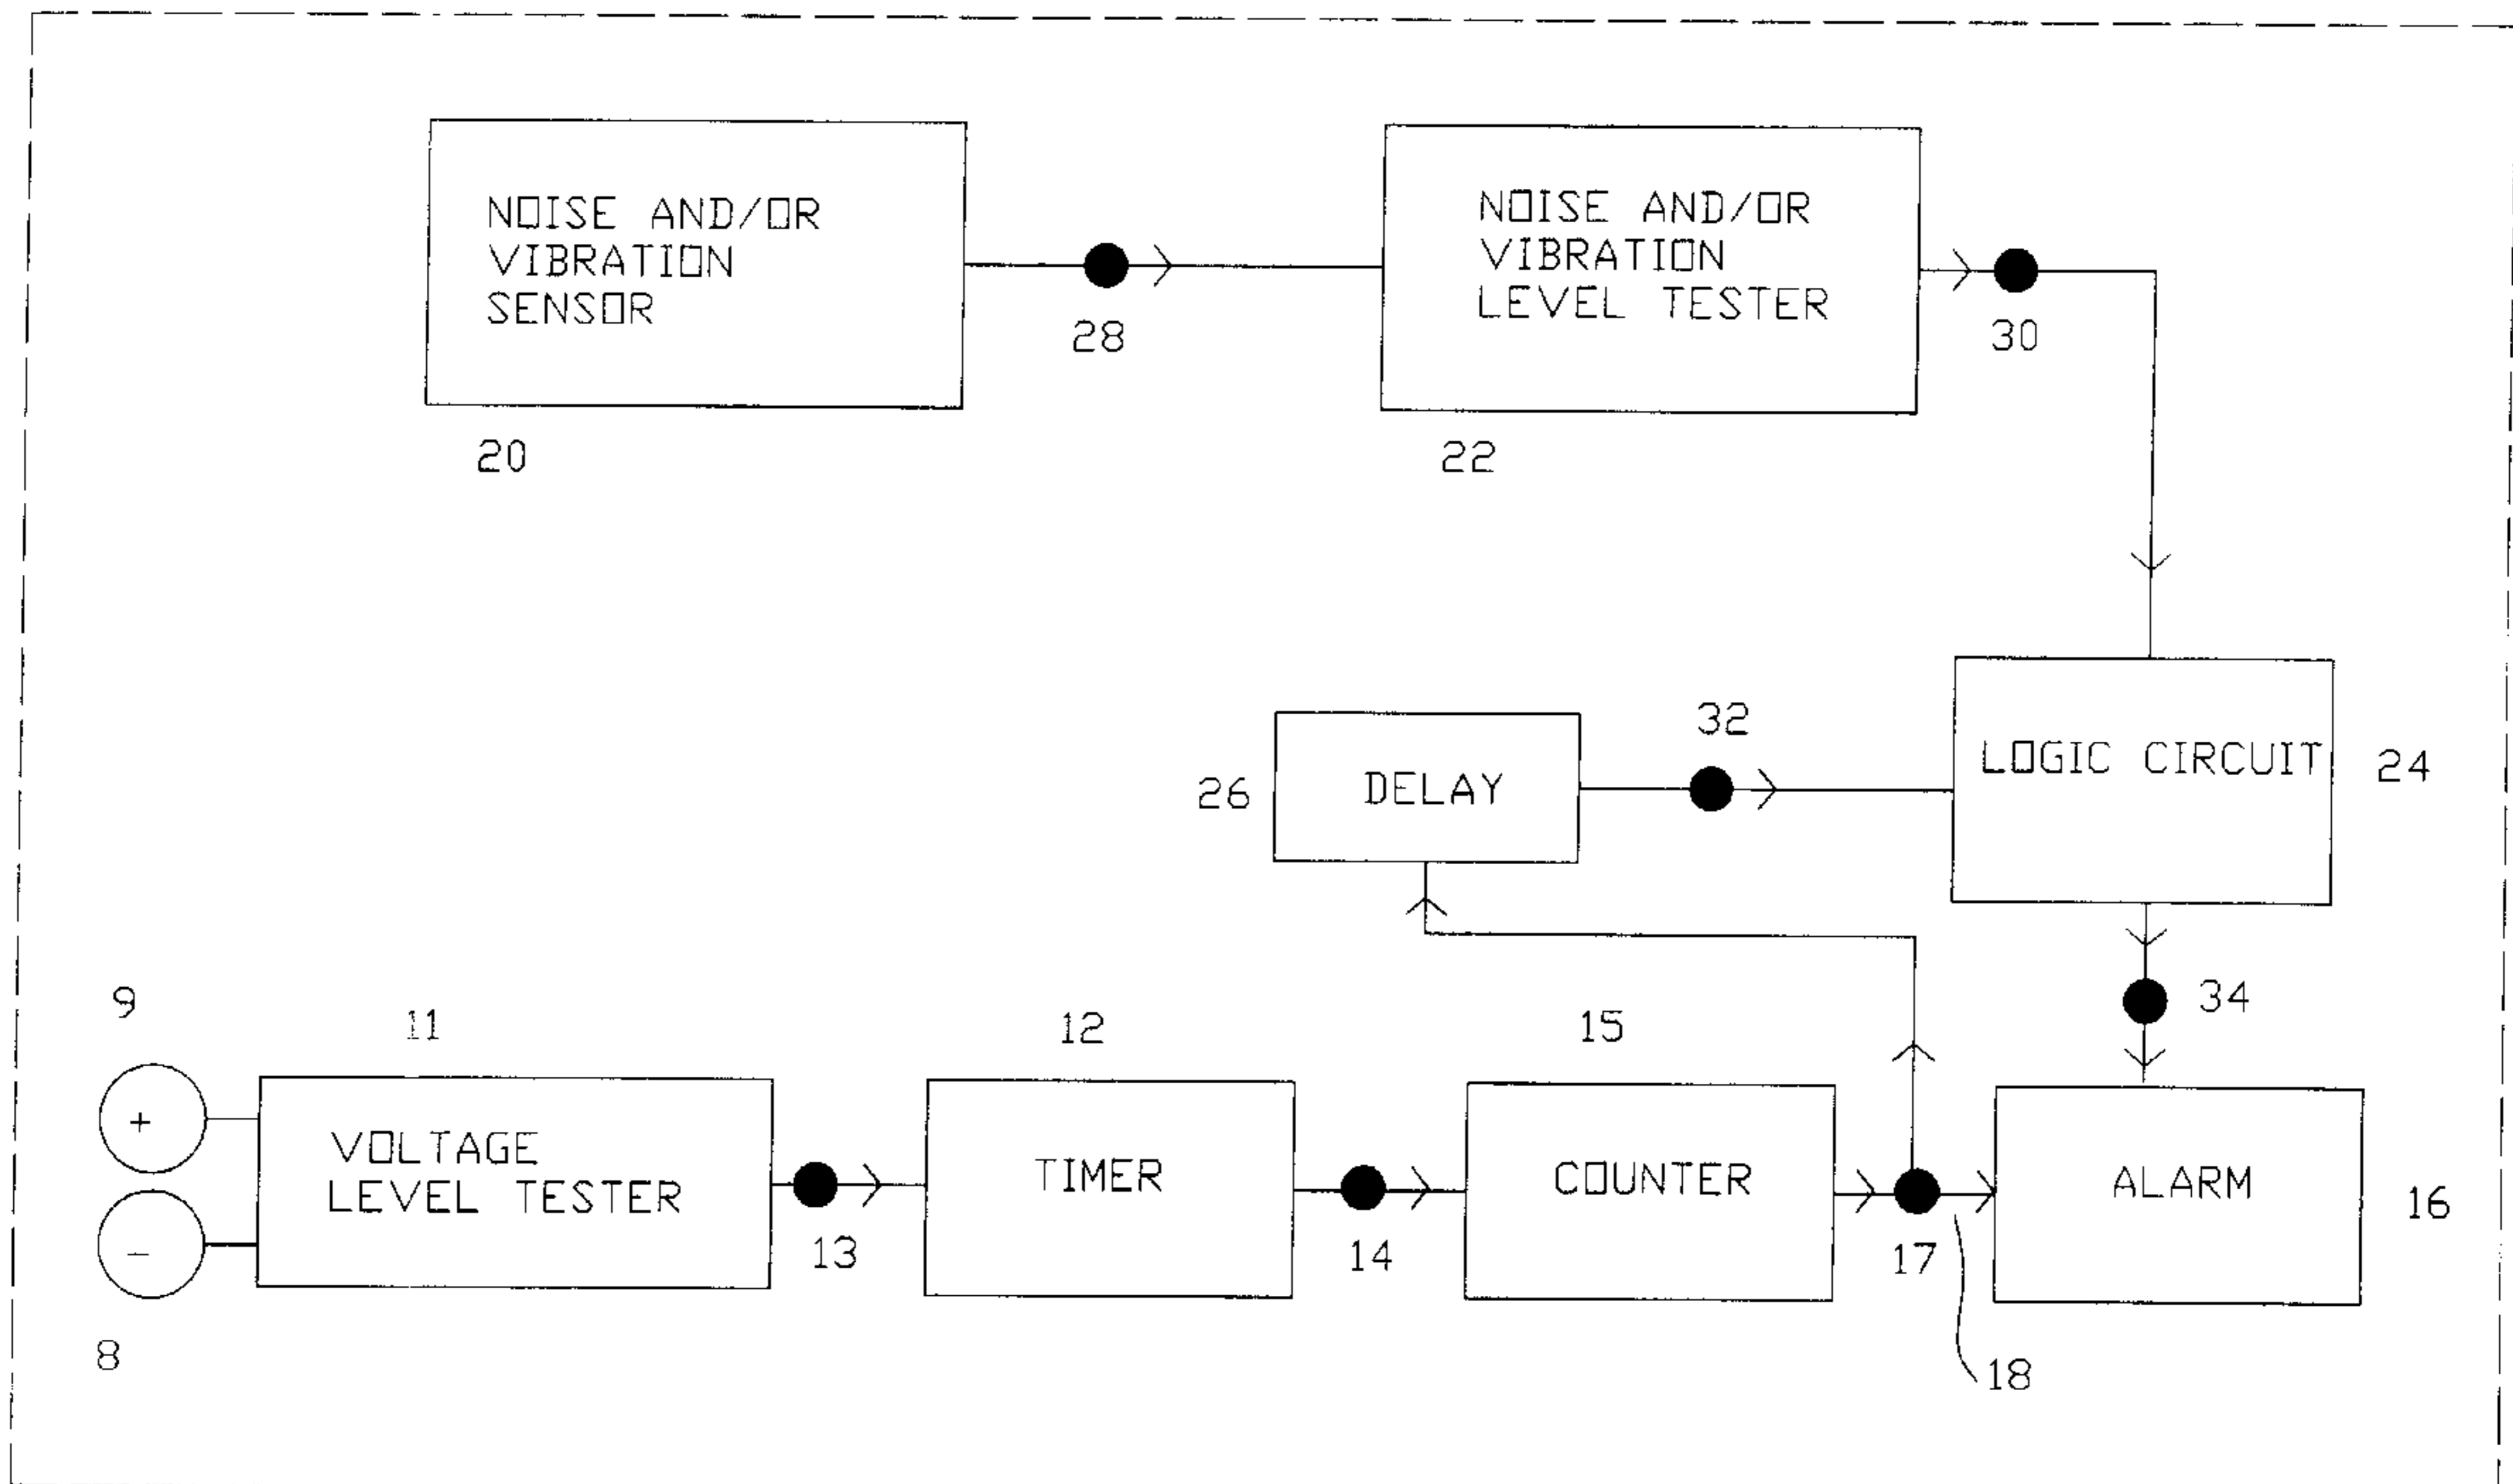 NOISE AND/OR
VIBRATION
SENSOR
20
28
NOISE AND/OR
VIBRATION
LEVEL TESTER
22
30
26
DELAY
32
LOGIC CIRCUIT
24
34
9
+
−
8
11
VOLTAGE
LEVEL TESTER
13
12
TIMER
14
15
COUNTER
17
18
ALARM
16